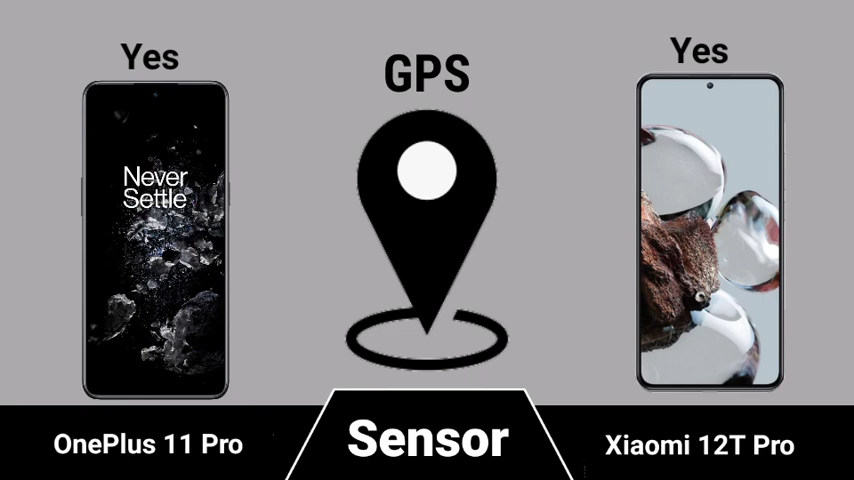 Yes
GPS
Yes
Never
Settle
OnePlus 11 Pro
Sensor
Xiaomi 12T Pro